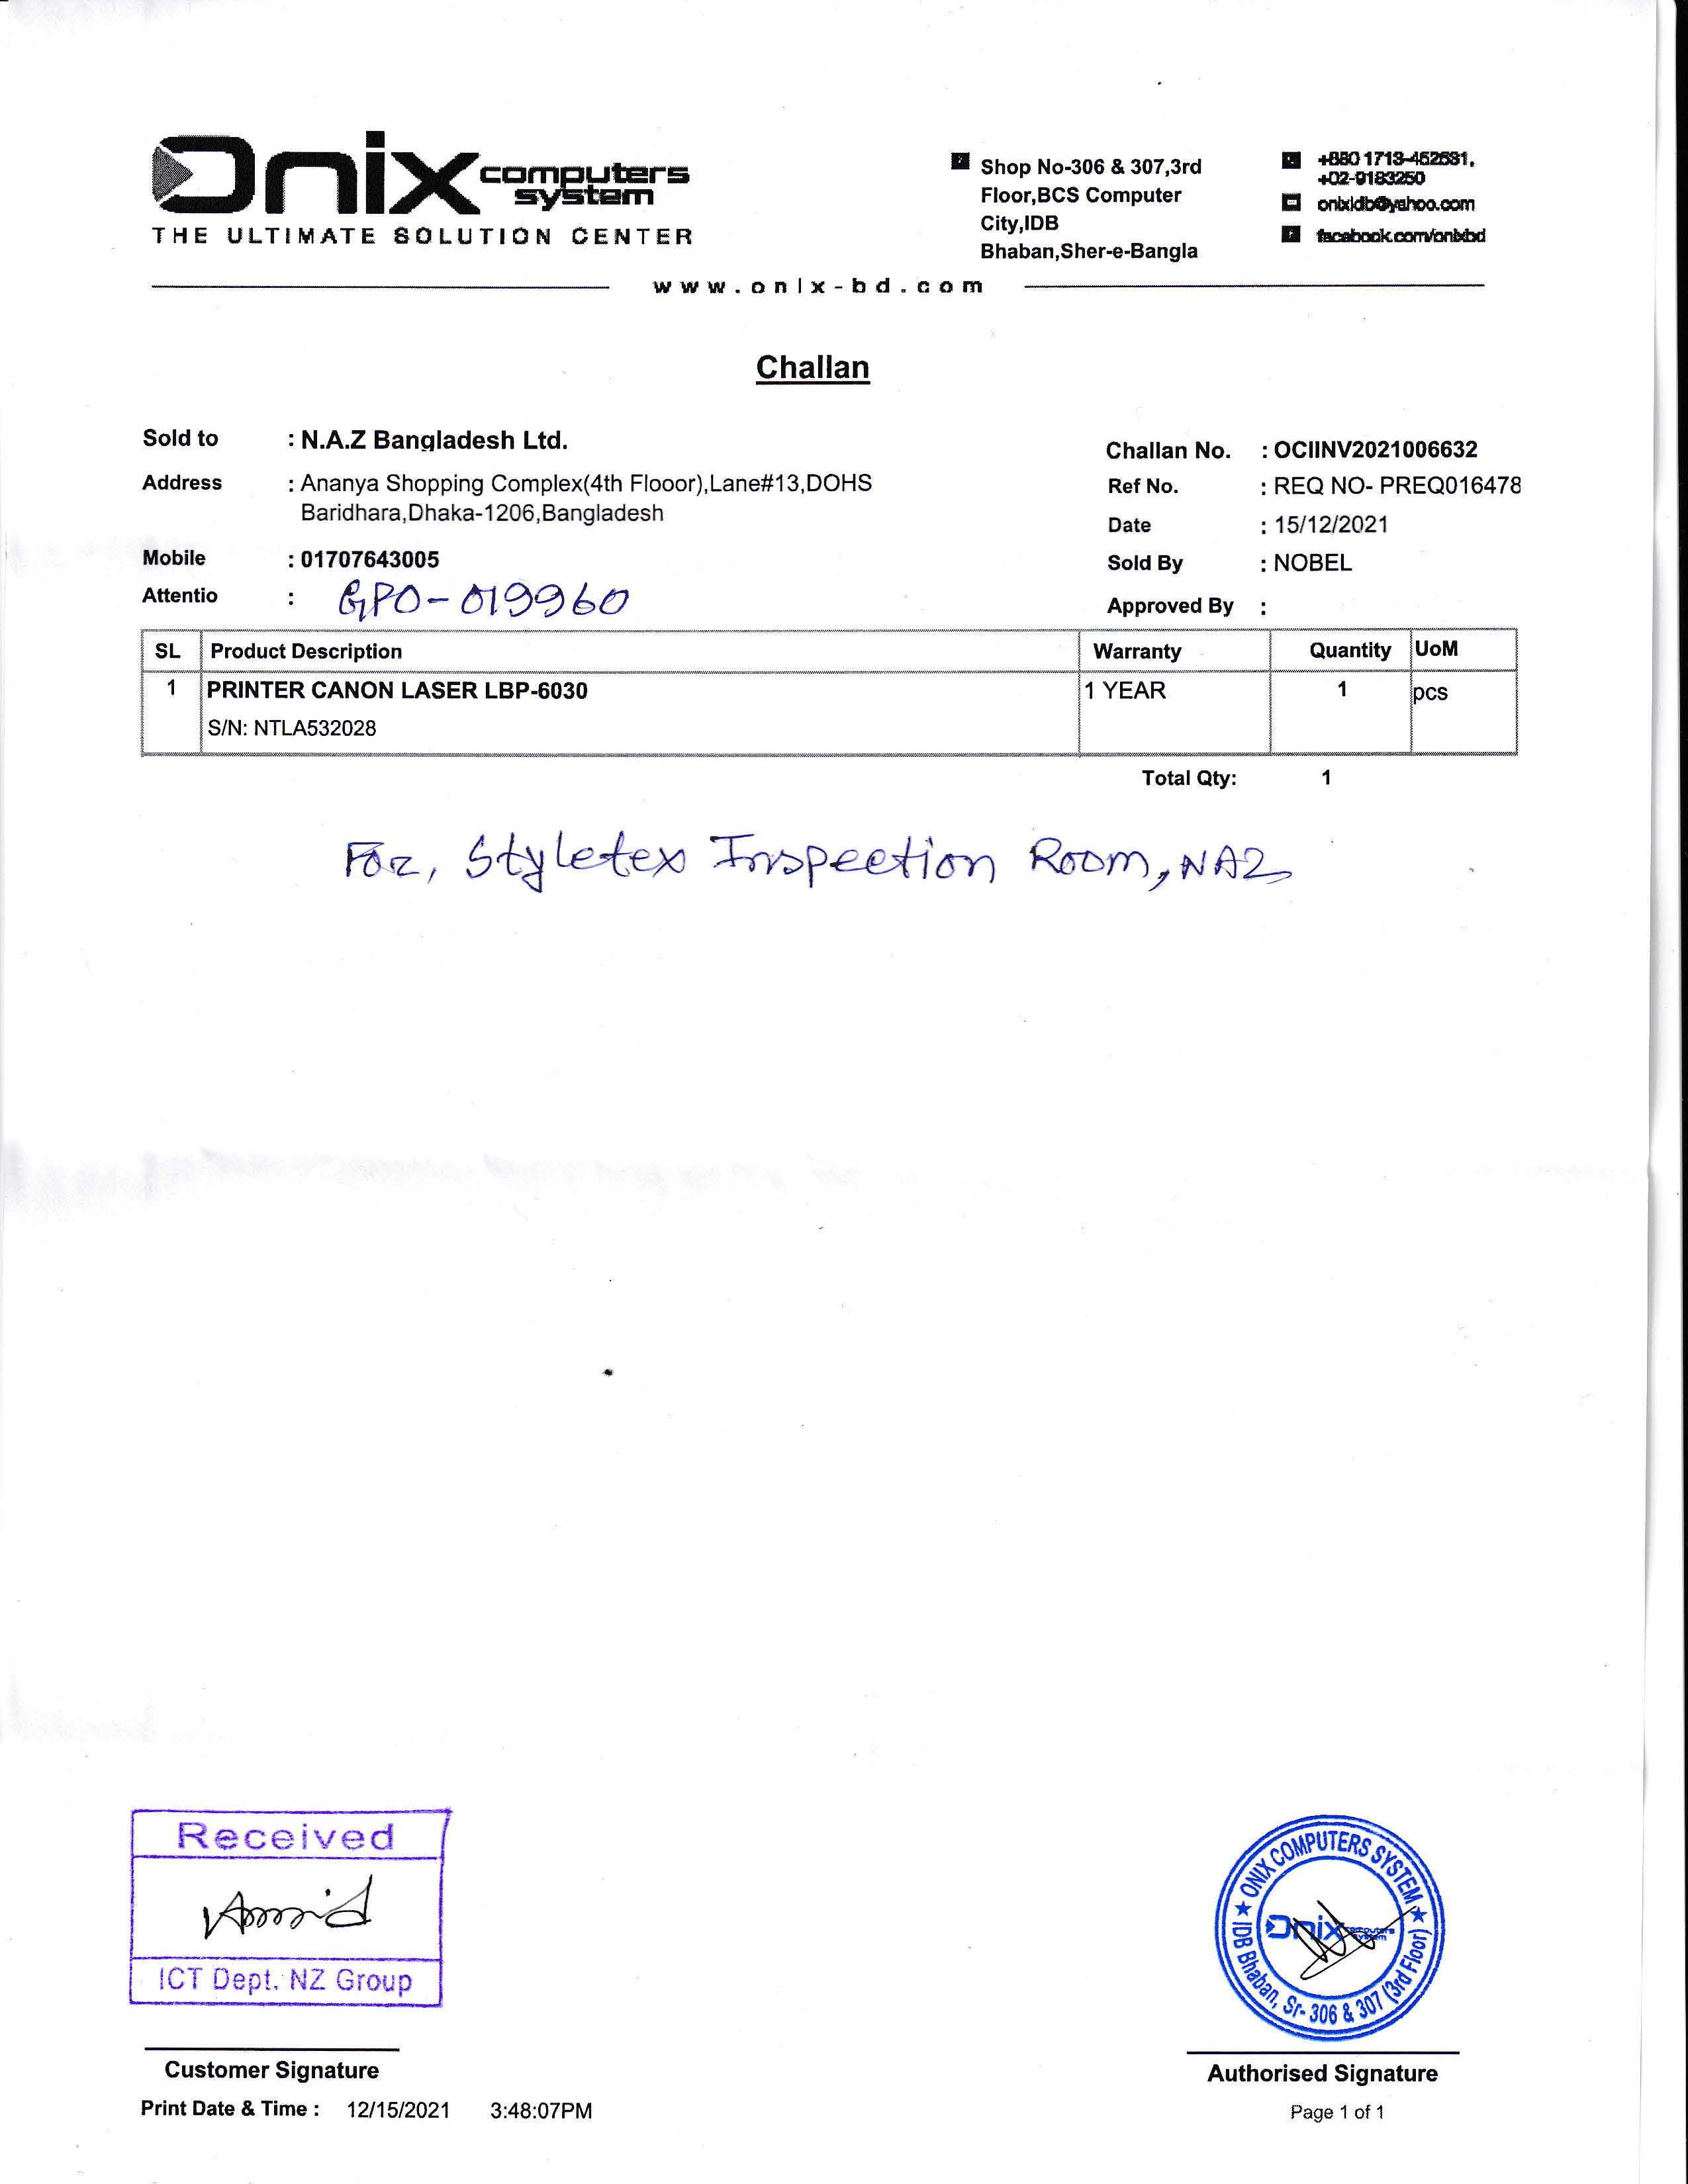 Onix computers system
THE ULTIMATE SOLUTION CENTER
Shop No-306 & 307,3rd
Floor,BCS Computer
City,IDB
Bhaban,Sher-e-Bangla
+880 1713-452581,
+02-9183250
onixidb@yahoo.com
facebook.com/onixbd
www.onix-bd.com
Challan
Sold to : N.A.Z Bangladesh Ltd.
Address : Ananya Shopping Complex(4th Flooor),Lane#13,DOHS
Baridhara,Dhaka-1206,Bangladesh
Mobile : 01707643005
Attentio : GPO-019960
Challan No. : OCIINV2021006632
Ref No. : REQ NO- PREQ016478
Date : 15/12/2021
Sold By : NOBEL
Approved By :
SL Product Description Warranty Quantity UoM
1 PRINTER CANON LASER LBP-6030 1 YEAR 1 pcs
S/N: NTLA532028
Total Qty: 1
For, Styletex Inspection Room, NAZ
Received
ICT Dept. NZ Group
★ ONIX COMPUTERS SYSTEM ★
Onix computers system
IDB Bhaban, Sr- 306 & 307 (3rd Floor)
Customer Signature
Authorised Signature
Print Date & Time : 12/15/2021 3:48:07PM
Page 1 of 1